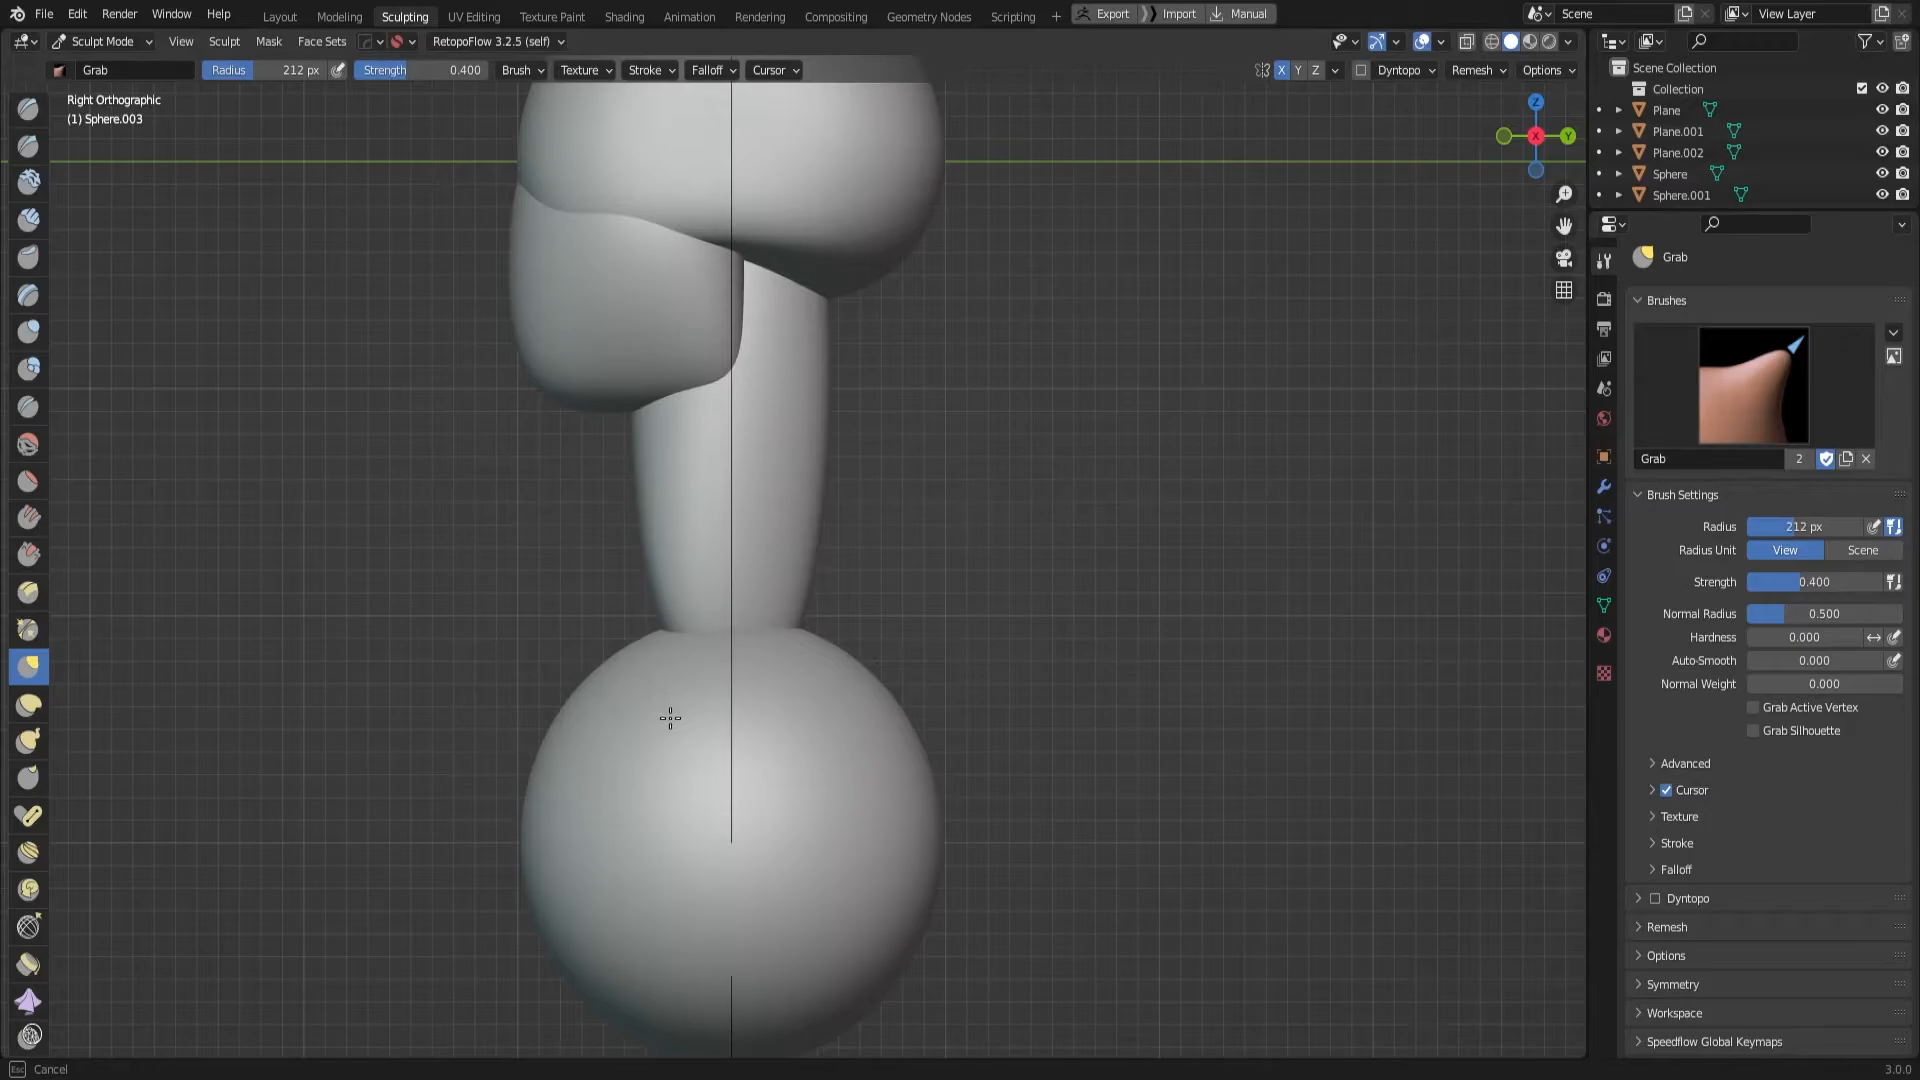 File Edit Render Window Help Layout Modeling Sculpting UV Editing Texture Paint Shading Animation Rendering Compositing Geometry Nodes Scripting + Export Import Manual Scene View Layer
Sculpt Mode View Sculpt Mask Face Sets RetopoFlow 3.2.5 (self)
Grab Radius 212 px Strength 0.400 Brush Texture Stroke Falloff Cursor X Y Z Dyntopo Remesh Options
Right Orthographic
(1) Sphere.003
Z
X
Y
Scene Collection
Collection
Plane
Plane.001
Plane.002
Sphere
Sphere.001
Grab
Brushes
Grab 2
Brush Settings
Radius 212 px
Radius Unit View Scene
Strength 0.400
Normal Radius 0.500
Hardness 0.000
Auto-Smooth 0.000
Normal Weight 0.000
Grab Active Vertex
Grab Silhouette
Advanced
Cursor
Texture
Stroke
Falloff
Dyntopo
Remesh
Options
Symmetry
Workspace
Speedflow Global Keymaps
Esc Cancel 3.0.0